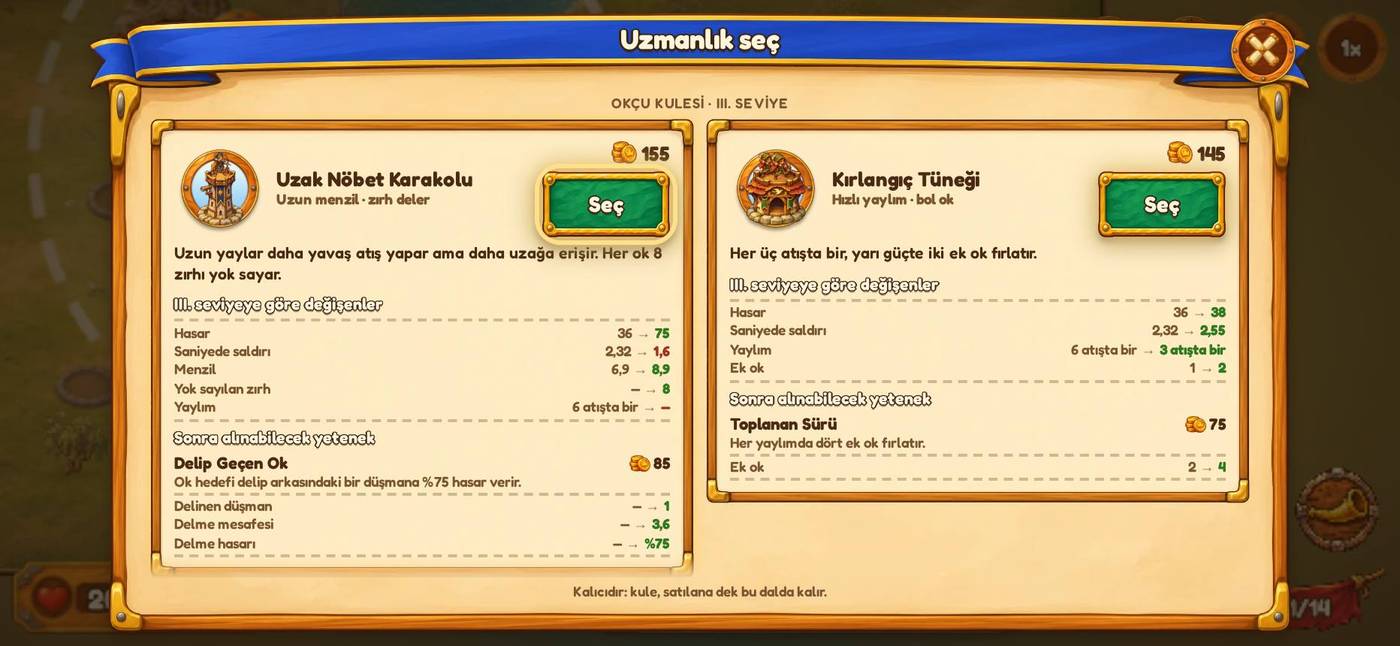 Uzmanlık seç
1x
OKÇU KULESİ · III. SEVİYE
155
Uzak Nöbet Karakolu
Uzun menzil · zırh deler
Seç
Uzun yaylar daha yavaş atış yapar ama daha uzağa erişir. Her ok 8
zırhı yok sayar.
III. seviyeye göre değişenler
Hasar 36 → 75
Saniyede saldırı 2,32 → 1,6
Menzil 6,9 → 8,9
Yok sayılan zırh – → 8
Yaylım 6 atışta bir → –
Sonra alınabilecek yetenek
Delip Geçen Ok 85
Ok hedefi delip arkasındaki bir düşmana %75 hasar verir.
Delinen düşman – → 1
Delme mesafesi – → 3,6
Delme hasarı – → %75
145
Kırlangıç Tüneği
Hızlı yaylım · bol ok
Seç
Her üç atışta bir, yarı güçte iki ek ok fırlatır.
III. seviyeye göre değişenler
Hasar 36 → 38
Saniyede saldırı 2,32 → 2,55
Yaylım 6 atışta bir → 3 atışta bir
Ek ok 1 → 2
Sonra alınabilecek yetenek
Toplanan Sürü 75
Her yaylımda dört ek ok fırlatır.
Ek ok 2 → 4
Kalıcıdır: kule, satılana dek bu dalda kalır.